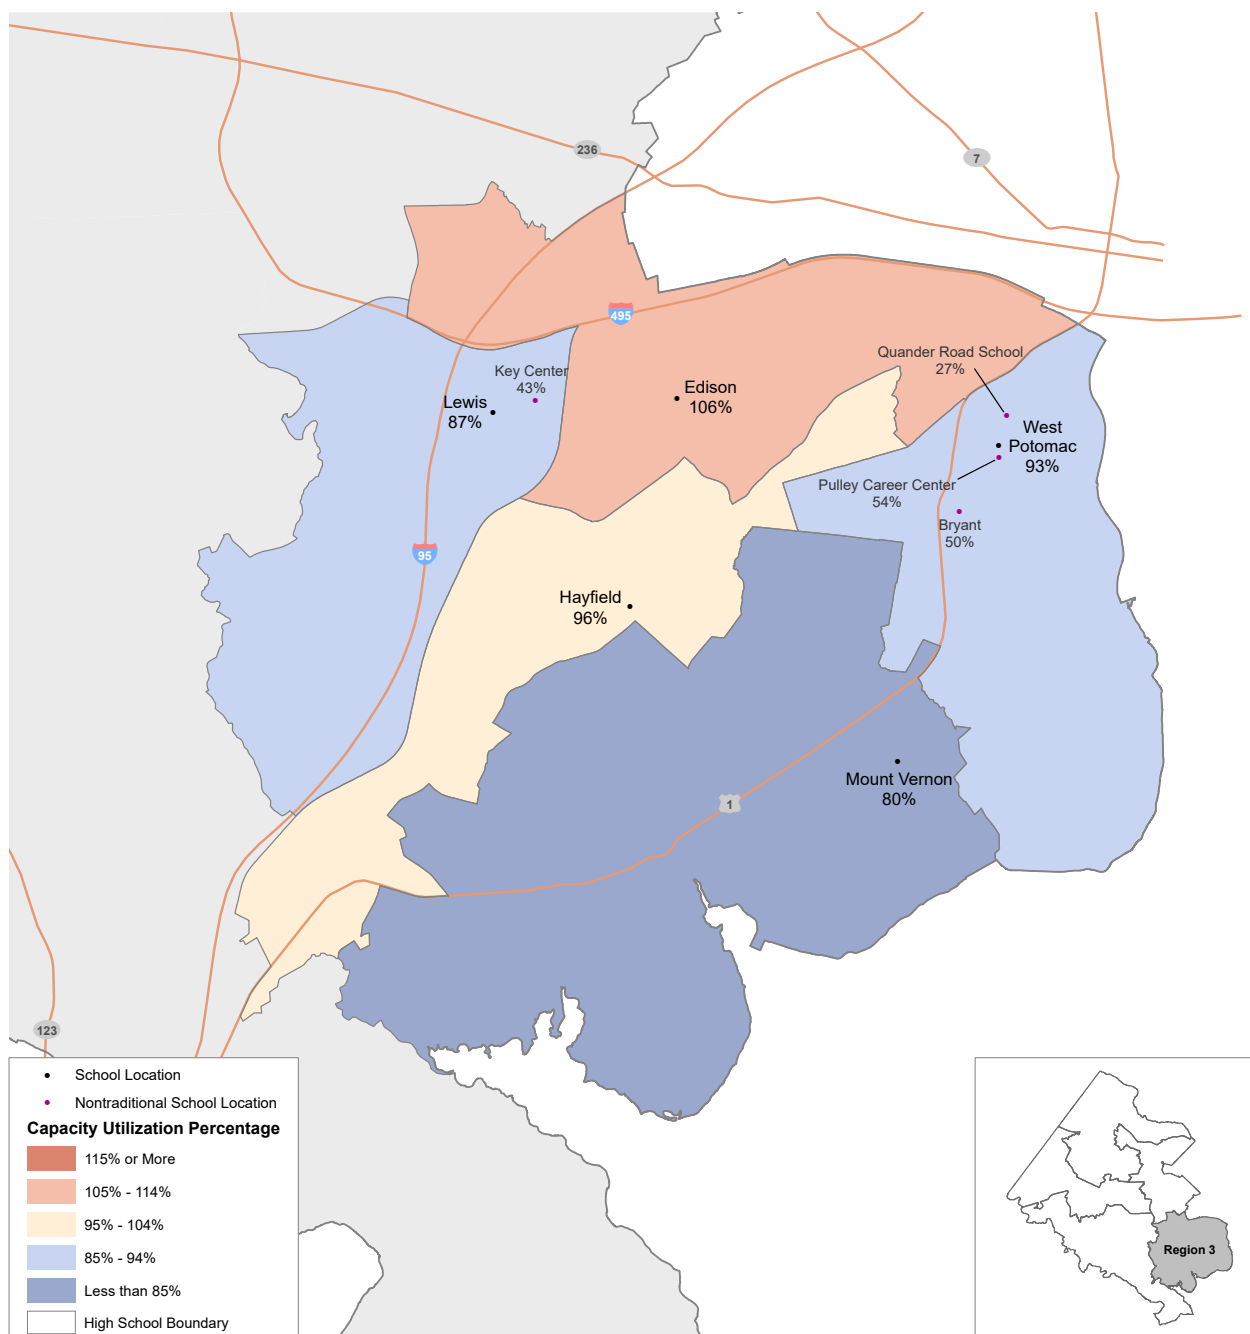 236
7
495
Quander Road School
27%
Key Center
43%
Edison
106%
Lewis
87%
West
Potomac
93%
Pulley Career Center
54%
Bryant
50%
95
Hayfield
96%
Mount Vernon
80%
1
123
School Location
Nontraditional School Location
Capacity Utilization Percentage
115% or More
105% - 114%
95% - 104%
85% - 94%
Less than 85%
High School Boundary
Region 3